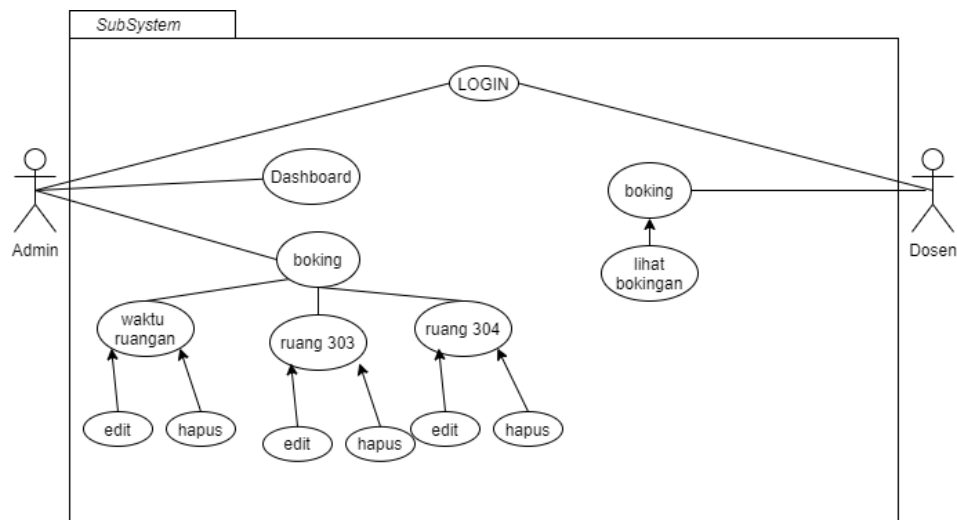 SubSystem
LOGIN
Dashboard
boking
Admin
Dosen
boking
lihat
bokingan
waktu
ruangan
ruang 303
ruang 304
edit
hapus
edit
hapus
edit
hapus